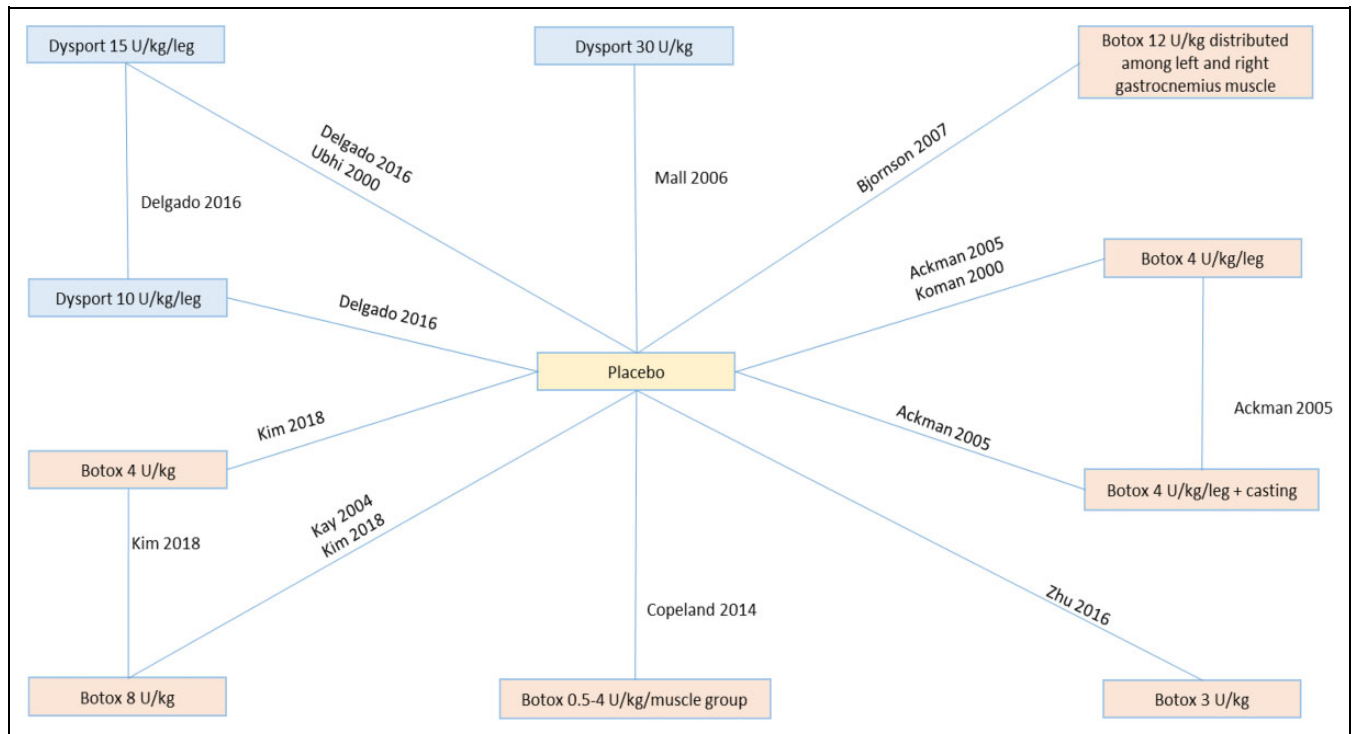 Dysport 15 U/kg/leg
Dysport 30 U/kg
Botox 12 U/kg distributed
among left and right
gastrocnemius muscle
Delgado 2016
Ubhi 2000
Mall 2006
Bjornson 2007
Delgado 2016
Ackman 2005
Koman 2000
Botox 4 U/kg/leg
Dysport 10 U/kg/leg
Delgado 2016
Placebo
Kim 2018
Ackman 2005
Ackman 2005
Botox 4 U/kg
Botox 4 U/kg/leg + casting
Kay 2004
Kim 2018
Kim 2018
Copeland 2014
Zhu 2016
Botox 8 U/kg
Botox 0.5-4 U/kg/muscle group
Botox 3 U/kg